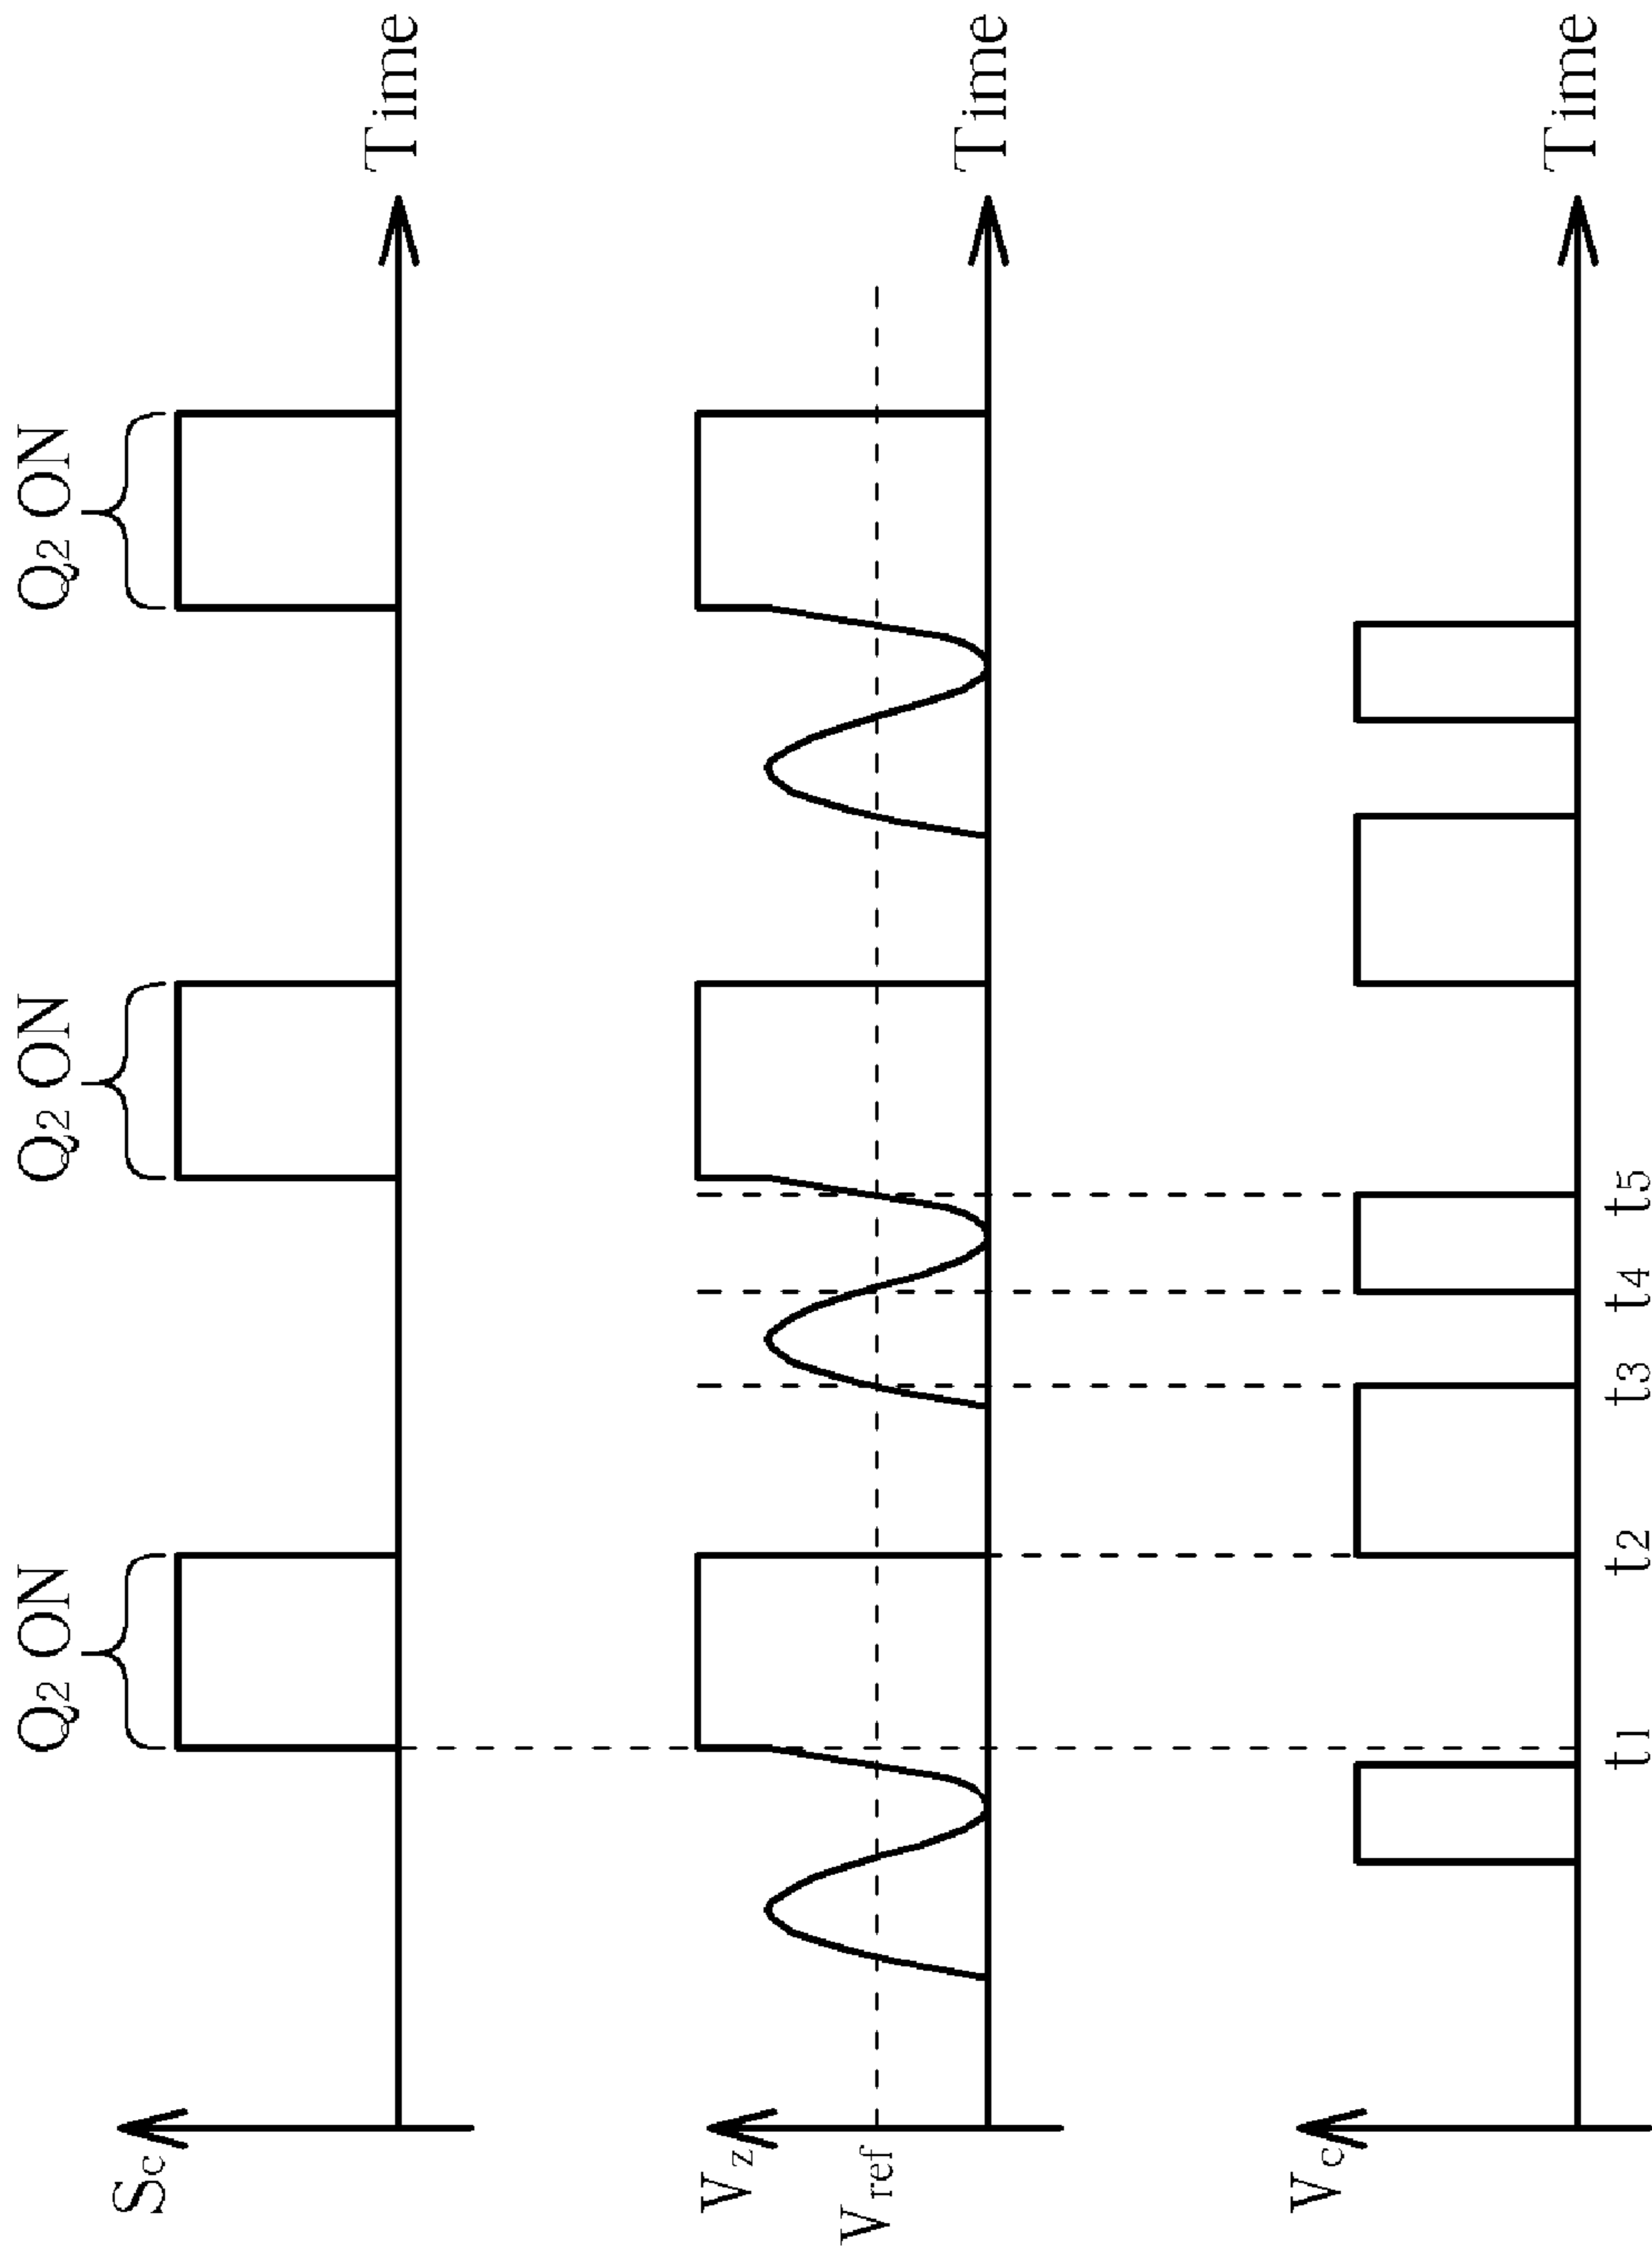 Q2 ON Q2 ON Q2 ON
Sc
Time
Vz
Vref
Time
Vc
Time
t1 t2 t3 t4 t5